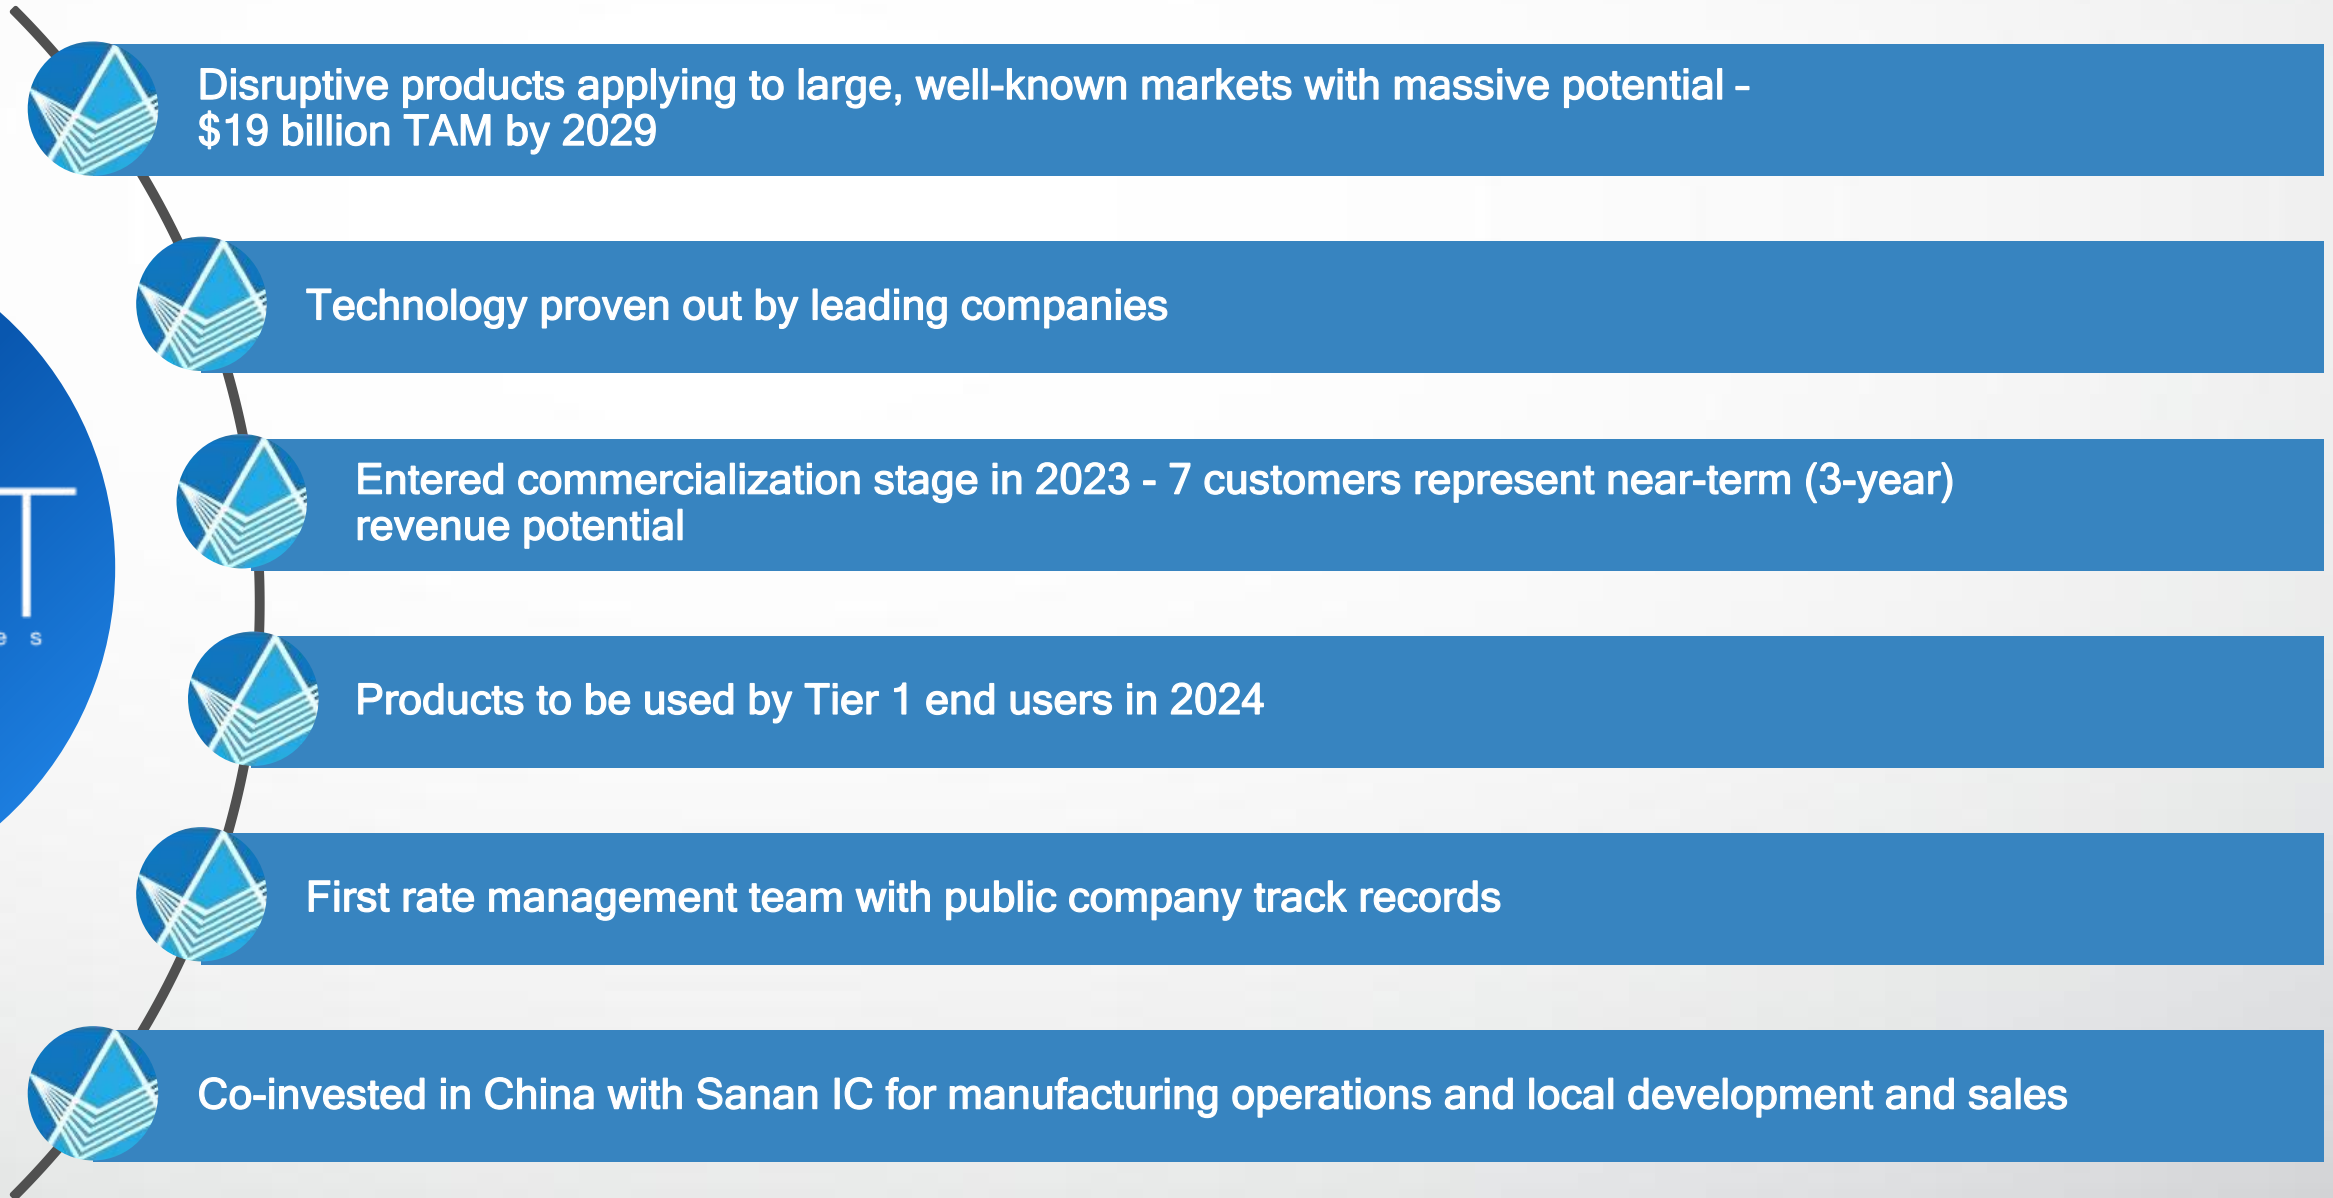 Disruptive products applying to large, well-known markets with massive potential –
$19 billion TAM by 2029
Technology proven out by leading companies
Entered commercialization stage in 2023 - 7 customers represent near-term (3-year)
revenue potential
T
e s
Products to be used by Tier 1 end users in 2024
First rate management team with public company track records
Co-invested in China with Sanan IC for manufacturing operations and local development and sales